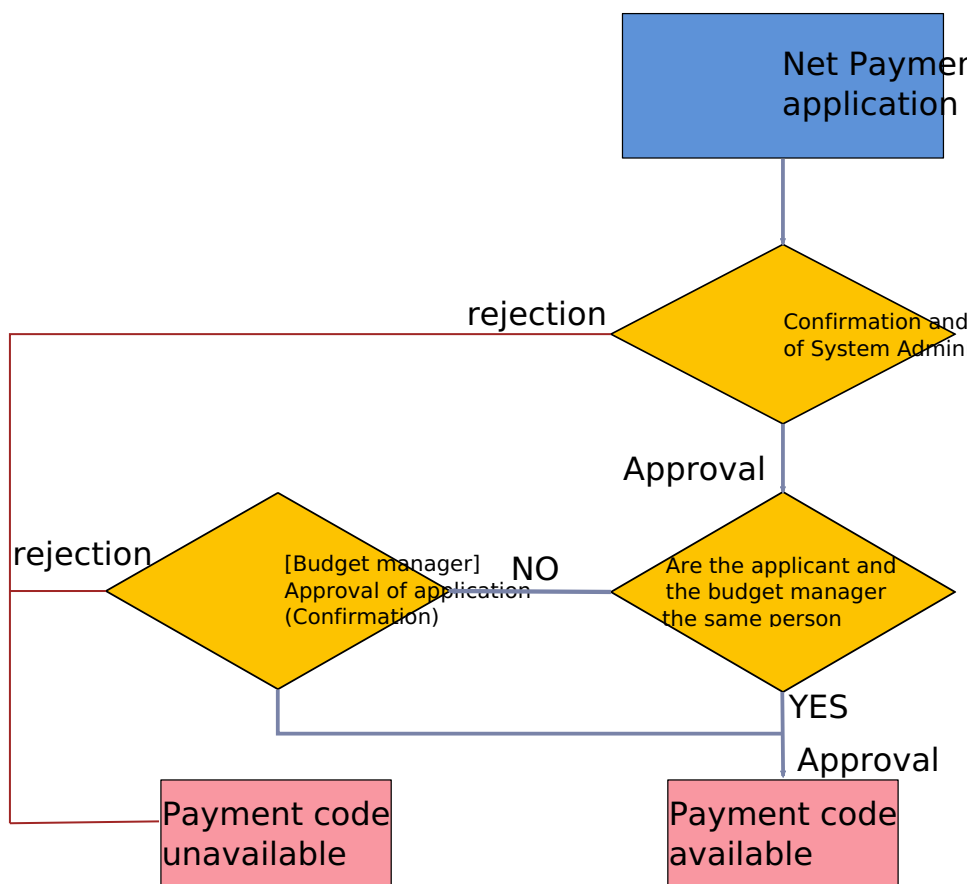 Net Paymen
application
rejection
Confirmation and
of System Admin
Approval
rejection
[Budget manager]
Approval of application
(Confirmation)
NO
Are the applicant and
the budget manager
the same person
YES
Approval
Payment code
unavailable
Payment code
available